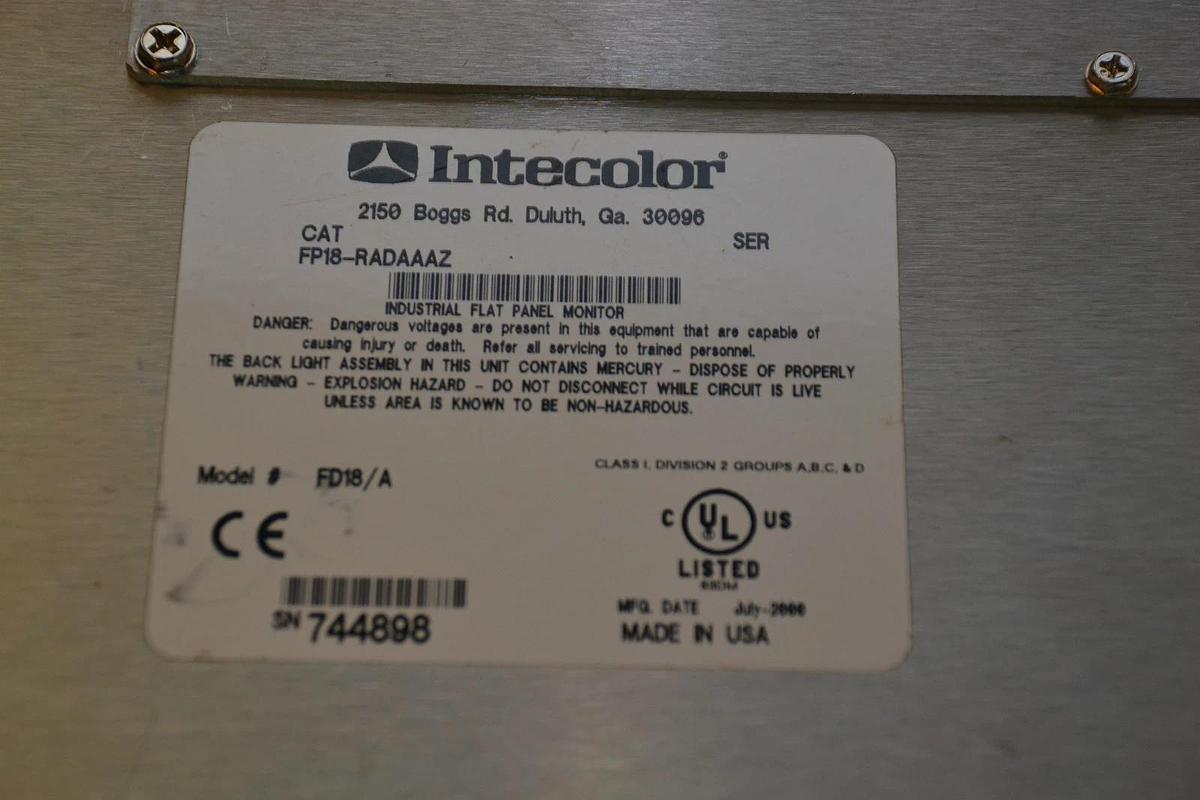 Intecolor®
2150 Boggs Rd. Duluth, Ga. 30096
CAT
SER
FP18-RADAAAZ
INDUSTRIAL FLAT PANEL MONITOR
DANGER: Dangerous voltages are present in this equipment that are capable of
causing injury or death. Refer all servicing to trained personnel.
THE BACK LIGHT ASSEMBLY IN THIS UNIT CONTAINS MERCURY - DISPOSE OF PROPERLY
WARNING - EXPLOSION HAZARD - DO NOT DISCONNECT WHILE CIRCUIT IS LIVE
UNLESS AREA IS KNOWN TO BE NON-HAZARDOUS.
CLASS I, DIVISION 2 GROUPS A,B,C, & D
Model # FD18/A
CE
C UL US
LISTED
MFG. DATE July-2000
SN 744898
MADE IN USA